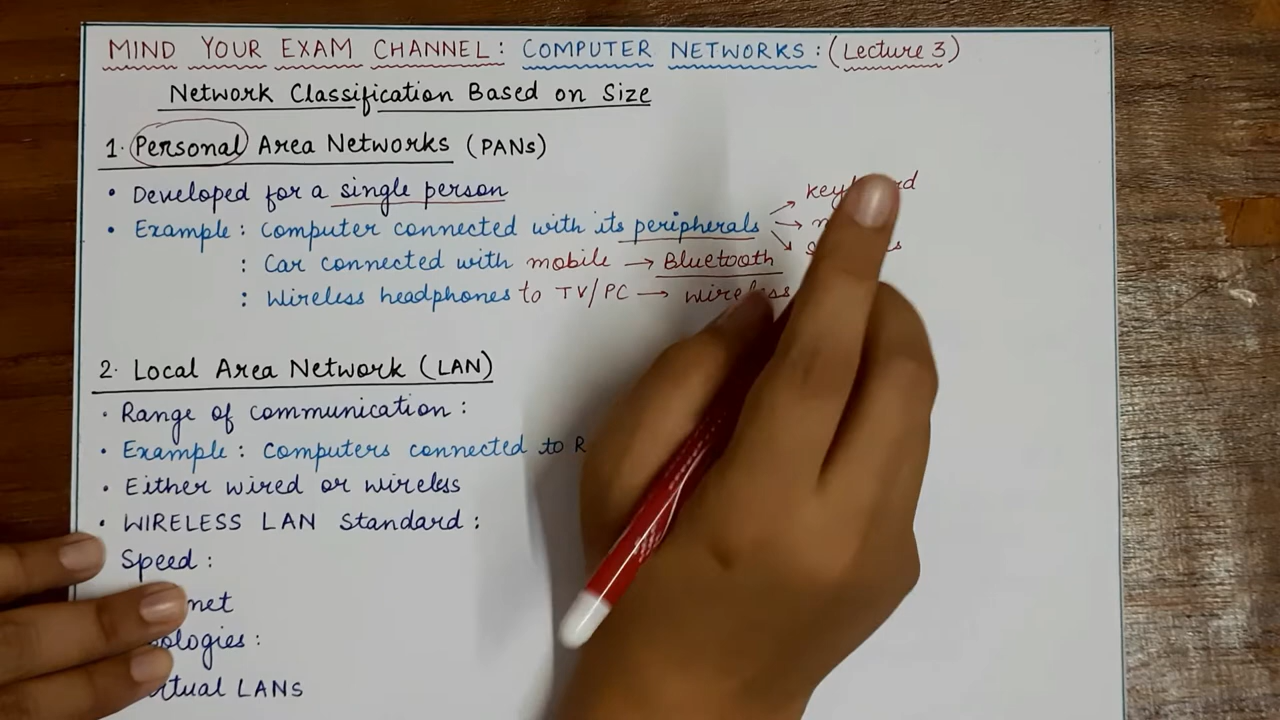 MIND YOUR EXAM CHANNEL: COMPUTER NETWORKS: (Lecture 3)
Network Classification Based on Size
1. Personal Area Networks (PANs)
• Developed for a single person
• Example: Computer connected with its peripherals →
: Car connected with mobile → Bluetooth
: Wireless headphones to TV/PC → wireless
2. Local Area Network (LAN)
• Range of communication:
• Example: Computers connected to
• Either wired or wireless
• WIRELESS LAN Standard:
Speed:
LANs